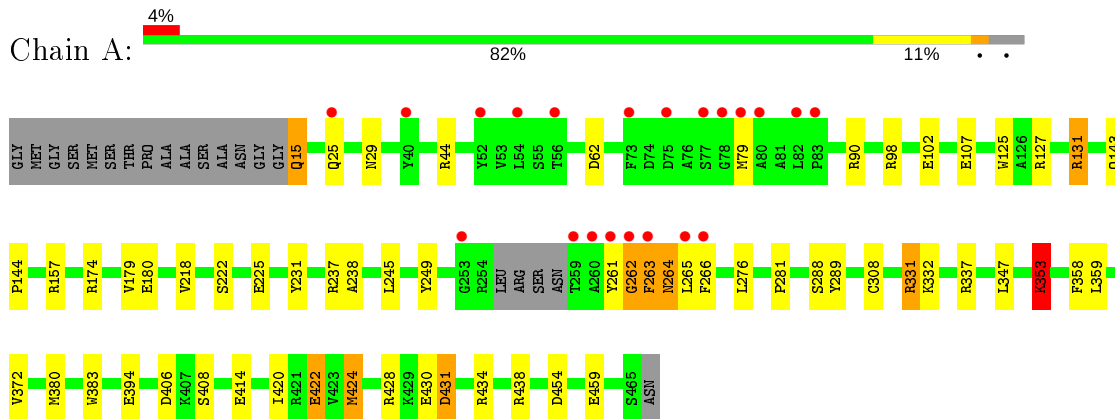 4%
Chain A:
82% 11% • •
GLY MET GLY SER MET SER THR PRO ALA ALA SER ALA ASN GLY GLY Q15 Q25 N29 Y40 R44 Y52 V53 L54 S55 T56 D62 F73 D74 D75 A76 S77 G78 M79 A80 A81 L82 P83 R90 R98 E102 E107 W125 A126 R127 R131
P144 R157 R174 V179 E180 V218 S222 E225 Y231 R237 A238 L245 Y249 G253 R254 LEU ARG SER ASN T259 A260 Y261 G262 F263 N264 L265 F266 L276 P281 S288 Y289 C308 R331 K332 R337 L347 K353 F358 L359
V372 M380 W383 E394 D406 K407 S408 E414 I420 R421 E422 V423 M424 R428 K429 E430 D431 R434 R438 D454 E459 S465 ASN